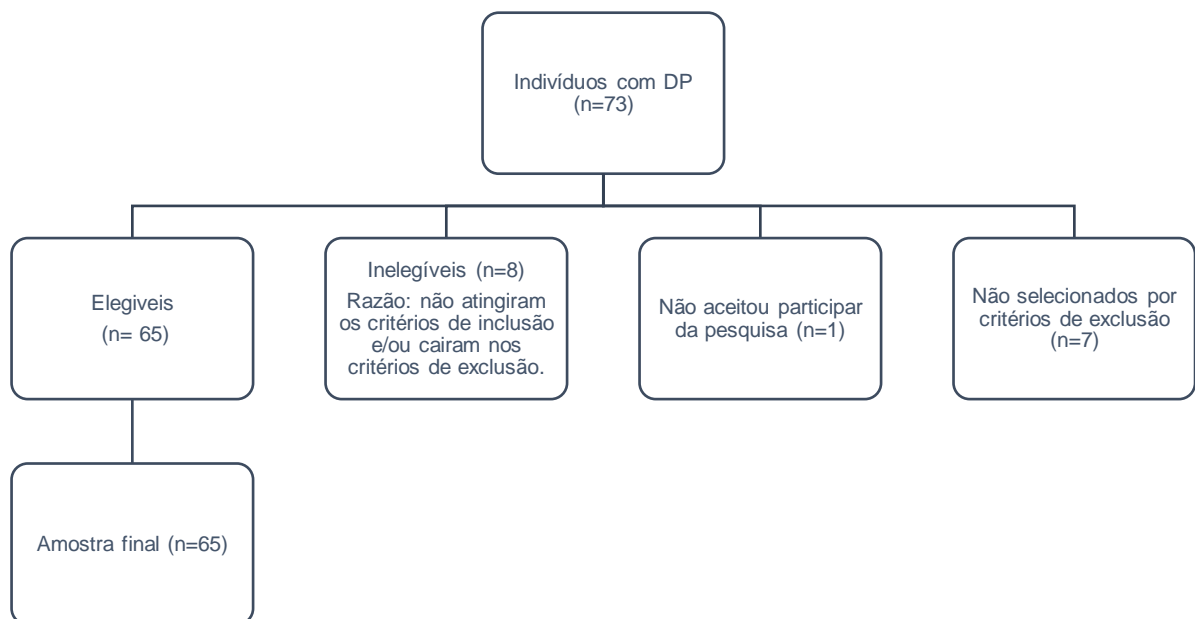 Indivíduos com DP
(n=73)
Elegiveis
(n= 65)
Inelegíveis (n=8)
Razão: não atingiram
os critérios de inclusão
e/ou cairam nos
critérios de exclusão.
Não aceitou participar
da pesquisa (n=1)
Não selecionados por
critérios de exclusão
(n=7)
Amostra final (n=65)